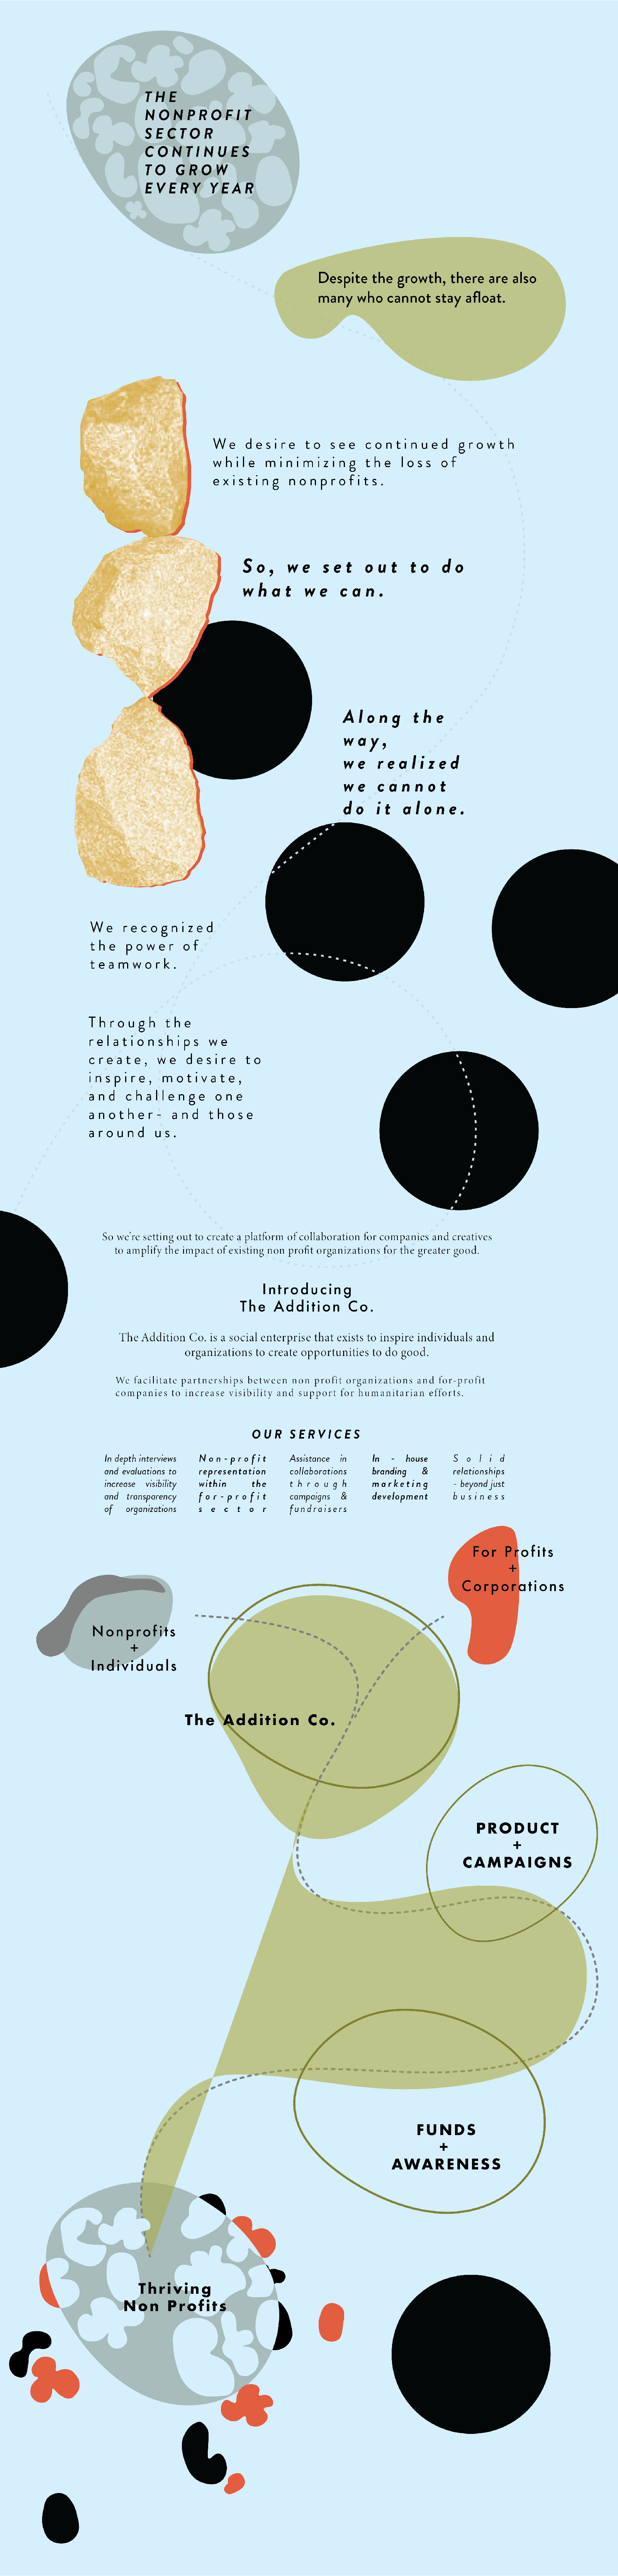 THE
NONPROFIT
SECTOR
CONTINUES
TO GROW
EVERY YEAR
Despite the growth, there are also
many who cannot stay afloat.
We desire to see continued growth
while minimizing the loss of
existing nonprofits.
So, we set out to do
what we can.
Along the
way,
we realized
we cannot
do it alone.
We recognized
the power of
teamwork.
Through the
relationships we
create, we desire to
inspire, motivate,
and challenge one
another- and those
around us.
So we're setting out to create a platform of collaboration for companies and creatives
to amplify the impact of existing non profit organizations for the greater good.
Introducing
The Addition Co.
The Addition Co. is a social enterprise that exists to inspire individuals and
organizations to create opportunities to do good.
We facilitate partnerships between non profit organizations and for-profit
companies to increase visibility and support for humanitarian efforts.
OUR SERVICES
In depth interviews
and evaluations to
increase visibility
and transparency
of organizations
Non-profit
representation
within the
for-profit
sector
Assistance in
collaborations
through
campaigns &
fundraisers
In - house
branding &
marketing
development
Solid
relationships
- beyond just
business
For Profits
+
Corporations
Nonprofits
+
Individuals
The Addition Co.
PRODUCT
+
CAMPAIGNS
FUNDS
+
AWARENESS
Thriving
Non Profits